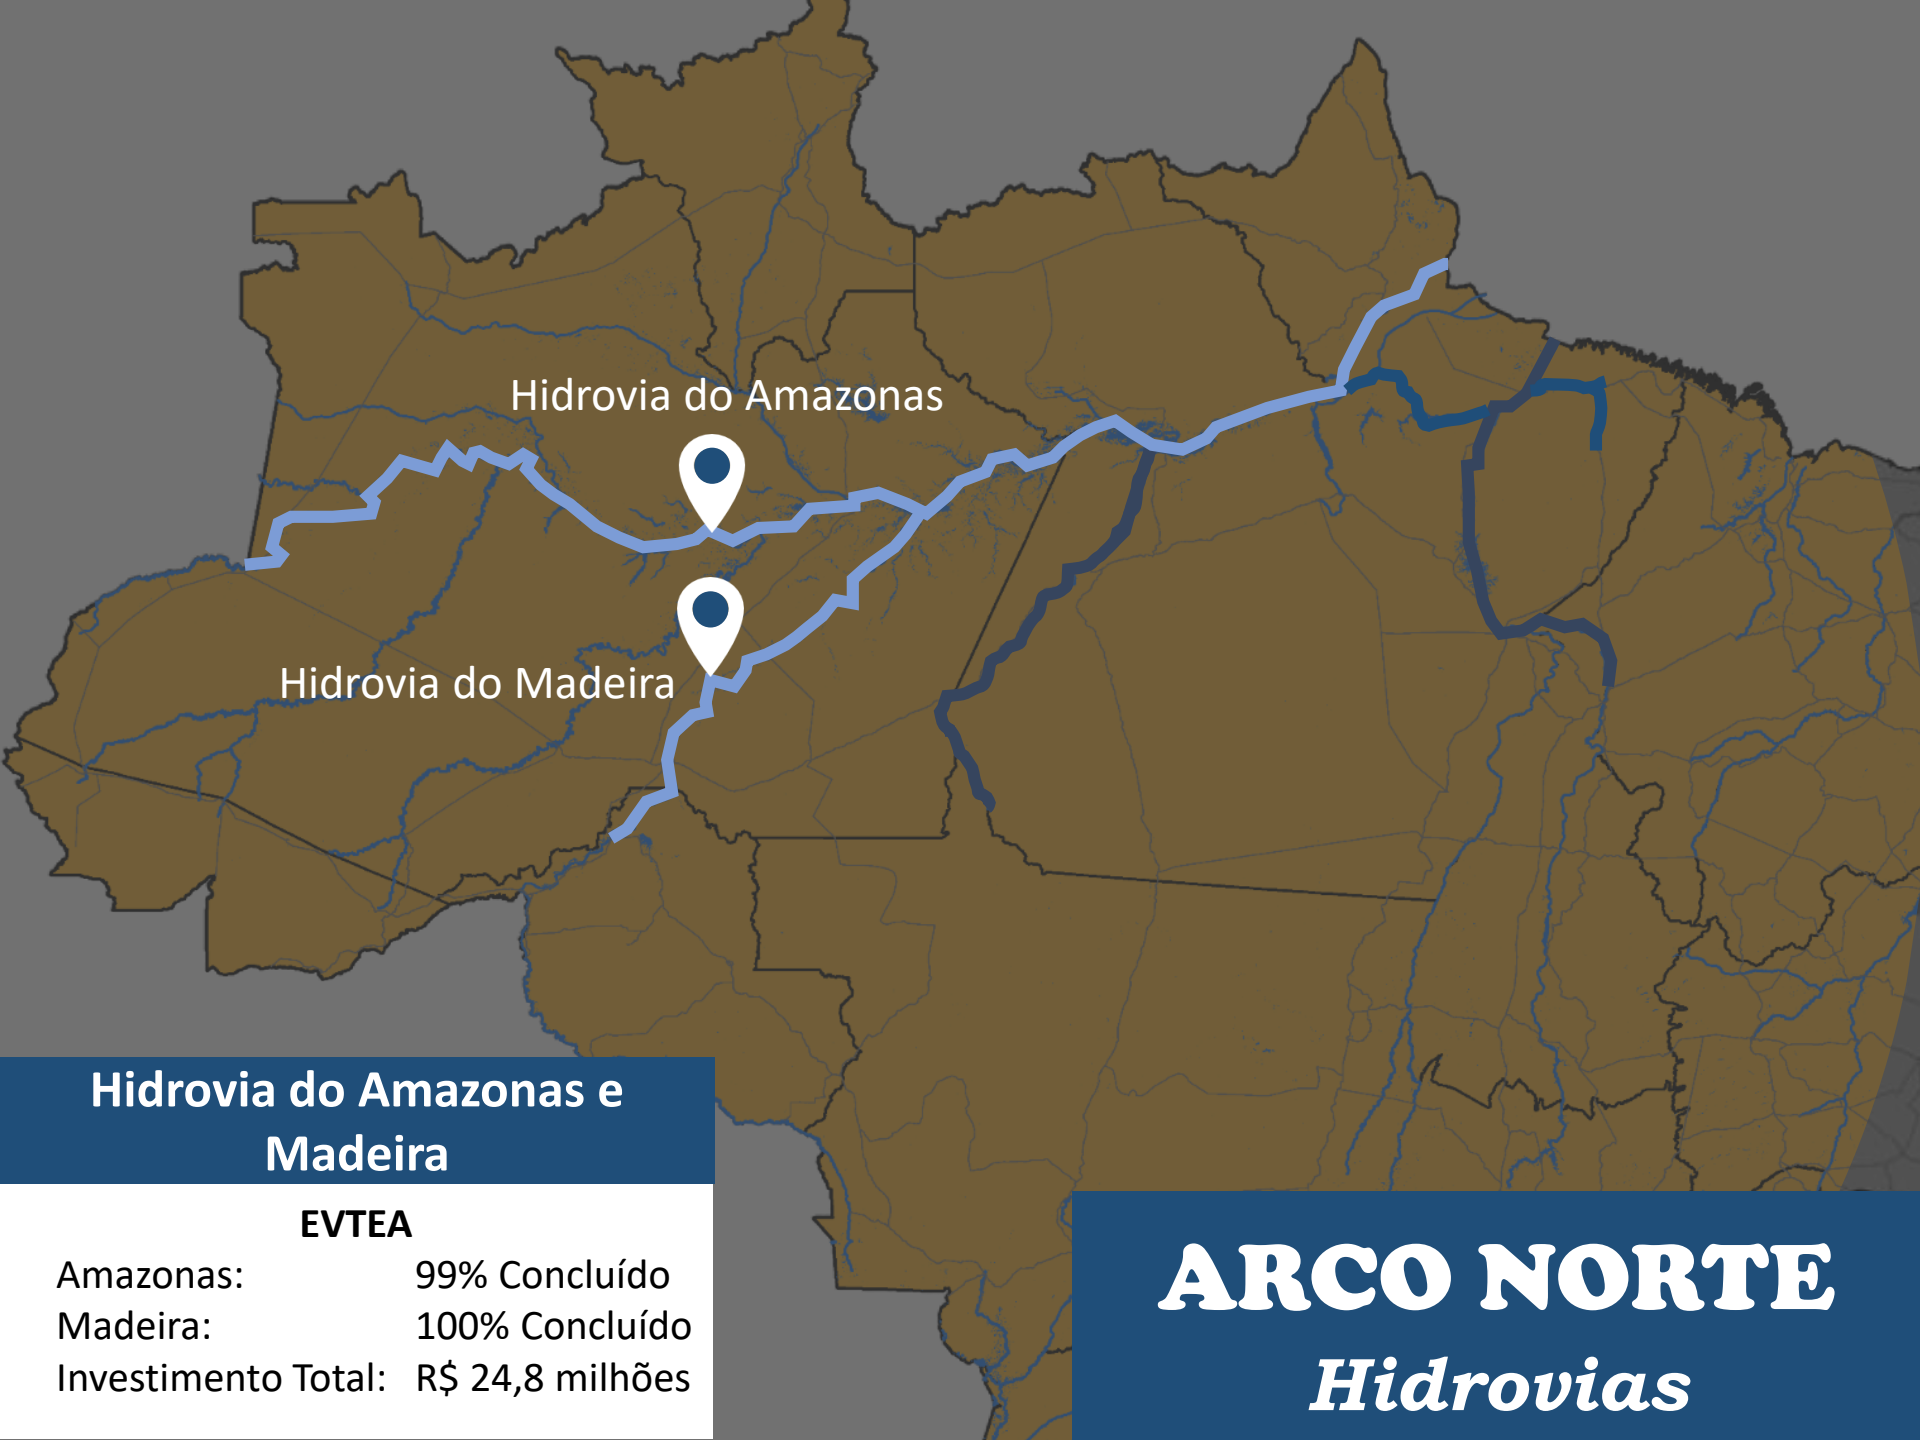 Hidrovia do Amazonas
Hidrovia do Madeira
Hidrovia do Amazonas e
Madeira
EVTEA
Amazonas: 99% Concluído
Madeira: 100% Concluído
Investimento Total: R$ 24,8 milhões
ARCO NORTE
Hidrovias